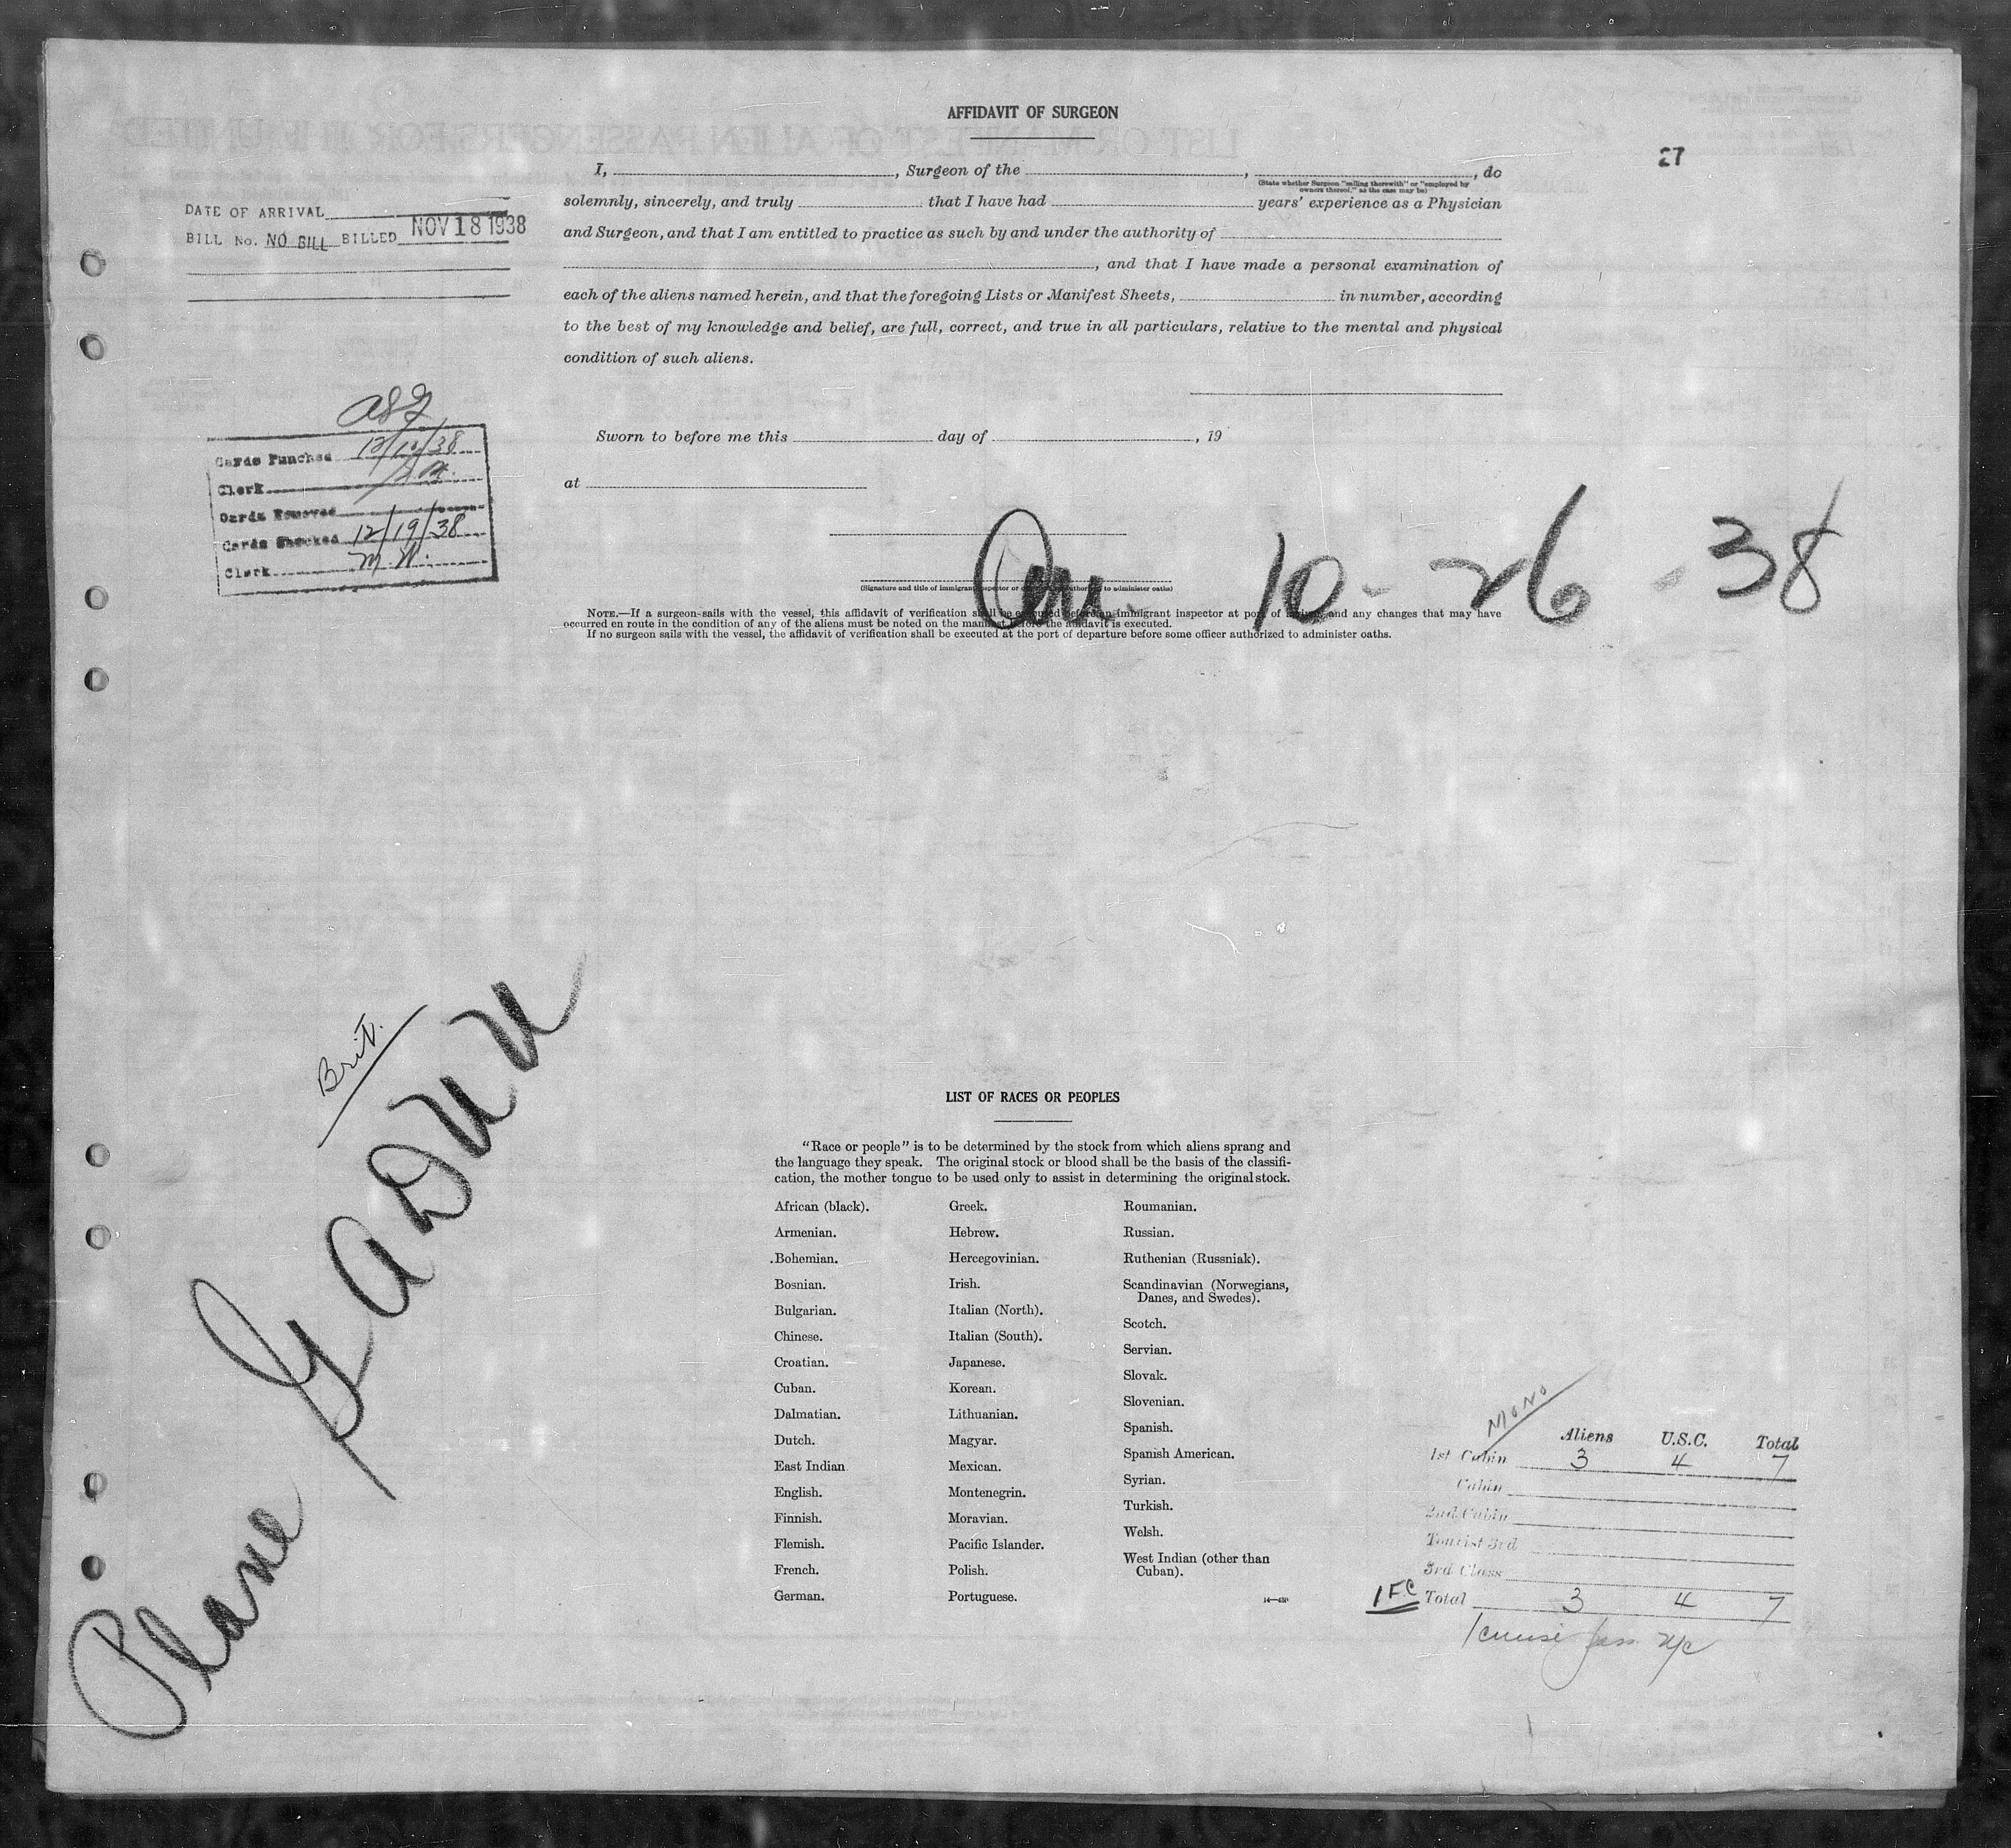 AFFIDAVIT OF SURGEON
27
I, , Surgeon of the , , do
(State whether Surgeon "sailing therewith" or "employed by
owners thereof," as the case may be)
solemnly, sincerely, and truly that I have had years' experience as a Physician
and Surgeon, and that I am entitled to practice as such by and under the authority of
, and that I have made a personal examination of
each of the aliens named herein, and that the foregoing Lists or Manifest Sheets, in number, according
to the best of my knowledge and belief, are full, correct, and true in all particulars, relative to the mental and physical
condition of such aliens.
DATE OF ARRIVAL
BILL No. NO BILL BILLED NOV 18 1938
Cards Punched 12/10/38
Clerk
Cards Removed
Cards Checked 12/19/38
Clerk M.W.
Sworn to before me this day of , 19
at
Arr. 10-26-38
(Signature and title of immigrant inspector or officer authorized to administer oaths)
NOTE.—If a surgeon sails with the vessel, this affidavit of verification shall be executed before an immigrant inspector at port of arrival, and any changes that may have
occurred en route in the condition of any of the aliens must be noted on the manifest before the affidavit is executed.
If no surgeon sails with the vessel, the affidavit of verification shall be executed at the port of departure before some officer authorized to administer oaths.
Brit.
Plane GADUU
LIST OF RACES OR PEOPLES
"Race or people" is to be determined by the stock from which aliens sprang and
the language they speak. The original stock or blood shall be the basis of the classifi-
cation, the mother tongue to be used only to assist in determining the original stock.
African (black).
Armenian.
Bohemian.
Bosnian.
Bulgarian.
Chinese.
Croatian.
Cuban.
Dalmatian.
Dutch.
East Indian
English.
Finnish.
Flemish.
French.
German.
Greek.
Hebrew.
Hercegovinian.
Irish.
Italian (North).
Italian (South).
Japanese.
Korean.
Lithuanian.
Magyar.
Mexican.
Montenegrin.
Moravian.
Pacific Islander.
Polish.
Portuguese.
Roumanian.
Russian.
Ruthenian (Russniak).
Scandinavian (Norwegians,
Danes, and Swedes).
Scotch.
Servian.
Slovak.
Slovenian.
Spanish.
Spanish American.
Syrian.
Turkish.
Welsh.
West Indian (other than
Cuban).
MONO
Aliens U.S.C. Total
1st Cabin 3 4 7
Cabin
2nd Cabin
Tourist 3rd
3rd Class
1 FC Total 3 4 7